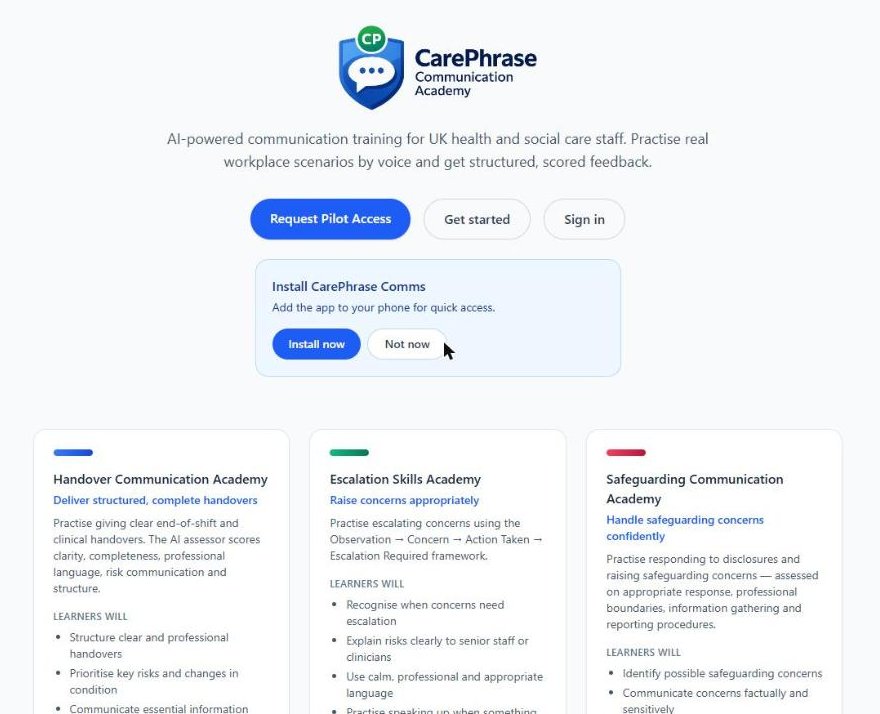 CP
CarePhrase
Communication
Academy
AI-powered communication training for UK health and social care staff. Practise real
workplace scenarios by voice and get structured, scored feedback.
Request Pilot Access
Get started
Sign in
Install CarePhrase Comms
Add the app to your phone for quick access.
Install now
Not now
Handover Communication Academy
Deliver structured, complete handovers
Practise giving clear end-of-shift and
clinical handovers. The AI assessor scores
clarity, completeness, professional
language, risk communication and
structure.
LEARNERS WILL
• Structure clear and professional
handovers
• Prioritise key risks and changes in
condition
• Communicate essential information
Escalation Skills Academy
Raise concerns appropriately
Practise escalating concerns using the
Observation → Concern → Action Taken →
Escalation Required framework.
LEARNERS WILL
• Recognise when concerns need
escalation
• Explain risks clearly to senior staff or
clinicians
• Use calm, professional and appropriate
language
• Practise speaking up when something
Safeguarding Communication
Academy
Handle safeguarding concerns
confidently
Practise responding to disclosures and
raising safeguarding concerns — assessed
on appropriate response, professional
boundaries, information gathering and
reporting procedures.
LEARNERS WILL
• Identify possible safeguarding concerns
• Communicate concerns factually and
sensitively